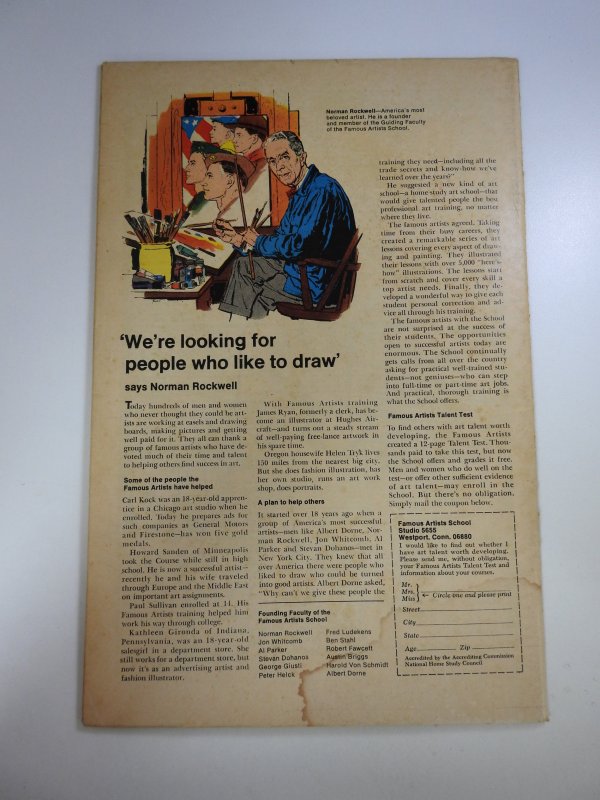 Norman Rockwell—America's most
beloved artist. He is a founder
and member of the Guiding Faculty
of the Famous Artists School.
'We're looking for
people who like to draw'
says Norman Rockwell
Today hundreds of men and women
who never thought they could be art-
ists are working at easels and drawing
boards, making pictures and getting
well paid for it. They all can thank a
group of famous artists who have de-
voted much of their time and talent
to helping others find success in art.
Some of the people the
Famous Artists have helped
Carl Kock was an 18-year-old appren-
tice in a Chicago art studio when he
enrolled. Today he prepares ads for
such companies as General Motors
and Firestone—has won five gold
medals.
Howard Sanden of Minneapolis
took the Course while still in high
school. He is now a successful artist—
recently he and his wife traveled
through Europe and the Middle East
on important art assignments.
Paul Sullivan enrolled at 14. His
Famous Artists training helped him
work his way through college.
Kathleen Gironda of Indiana,
Pennsylvania, was an 18-year-old
salesgirl in a department store. She
still works for a department store, but
now it's as an advertising artist and
fashion illustrator.
With Famous Artists training
James Ryan, formerly a clerk, has be-
come an illustrator at Hughes Air-
craft—and turns out a steady stream
of well-paying free-lance artwork in
his spare time.
Oregon housewife Helen Tryk lives
150 miles from the nearest big city.
But she does fashion illustration, has
her own studio, runs an art work
shop, does portraits.
A plan to help others
It started over 18 years ago when a
group of America's most successful
artists—men like Albert Dorne, Nor-
man Rockwell, Jon Whitcomb, Al
Parker and Stevan Dohanos—met in
New York City. They knew that all
over America there were people who
liked to draw who could be turned
into good artists. Albert Dorne asked,
"Why can't we give these people the
Founding Faculty of the
Famous Artists School
Norman Rockwell
Jon Whitcomb
Al Parker
Stevan Dohanos
George Giusti
Peter Helck
Fred Ludekens
Ben Stahl
Robert Fawcett
Austin Briggs
Harold Von Schmidt
Albert Dorne
training they need—including all the
trade secrets and know-how we've
learned over the years?"
He suggested a new kind of art
school—a home study art school—that
would give talented people the best
professional art training, no matter
where they live.
The famous artists agreed. Taking
time from their busy careers, they
created a remarkable series of art
lessons covering every aspect of draw-
ing and painting. They illustrated
their lessons with over 5,000 "here's
how" illustrations. The lessons start
from scratch and cover every skill a
top artist needs. Finally, they de-
veloped a wonderful way to give each
student personal correction and ad-
vice all through his training.
The famous artists with the School
are not surprised at the success of
their students. The opportunities
open to successful artists today are
enormous. The School continually
gets calls from all over the country
asking for practical well-trained stu-
dents—not geniuses—who can step
into full-time or part-time art jobs.
And practical, thorough training is
what the School offers.
Famous Artists Talent Test
To find others with art talent worth
developing, the Famous Artists
created a 12-page Talent Test. Thou-
sands paid to take this test, but now
the School offers and grades it free.
Men and women who do well on the
test—or offer other sufficient evidence
of art talent—may enroll in the
School. But there's no obligation.
Simply mail the coupon below.
Famous Artists School
Studio 5655
Westport, Conn. 06880
I would like to find out whether I
have art talent worth developing.
Please send me, without obligation,
your Famous Artists Talent Test and
information about your courses.
Mr.
Mrs. ← Circle one and please print
Miss
Street
City
State
Age Zip
Accredited by the Accrediting Commission
National Home Study Council